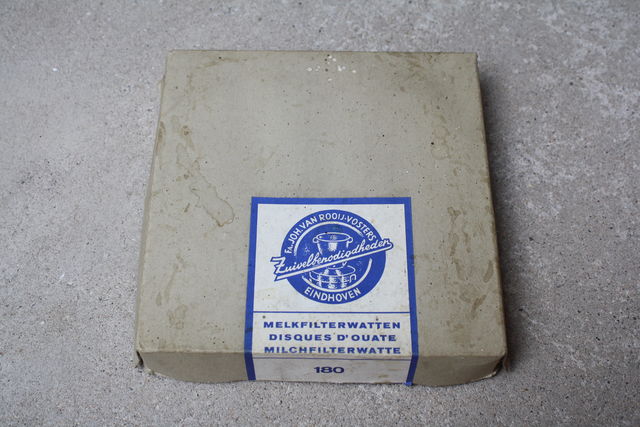 Fa. JOH. VAN ROOIJ-VOSTERS
Zuivelbenodigdheden
EINDHOVEN
MELKFILTERWATTEN
DISQUES D'OUATE
MILCHFILTERWATTE
180